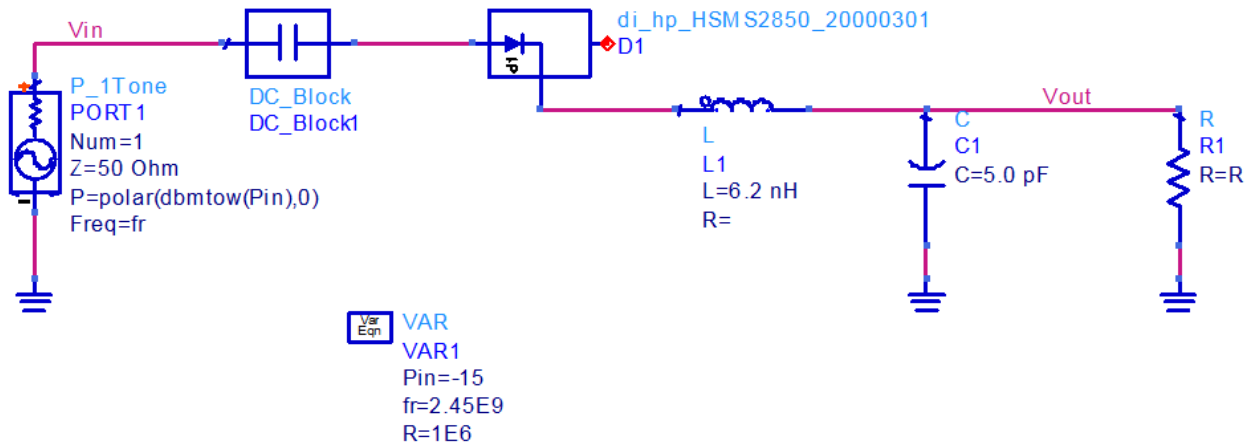 di_hp_HSMS2850_20000301
D1
Vin
P_1Tone
PORT1
Num=1
Z=50 Ohm
P=polar(dbmtow(Pin),0)
Freq=fr
DC_Block
DC_Block1
L
L1
L=6.2 nH
R=
Vout
C
C1
C=5.0 pF
R
R1
R=R
Var
Eqn
VAR
VAR1
Pin=-15
fr=2.45E9
R=1E6